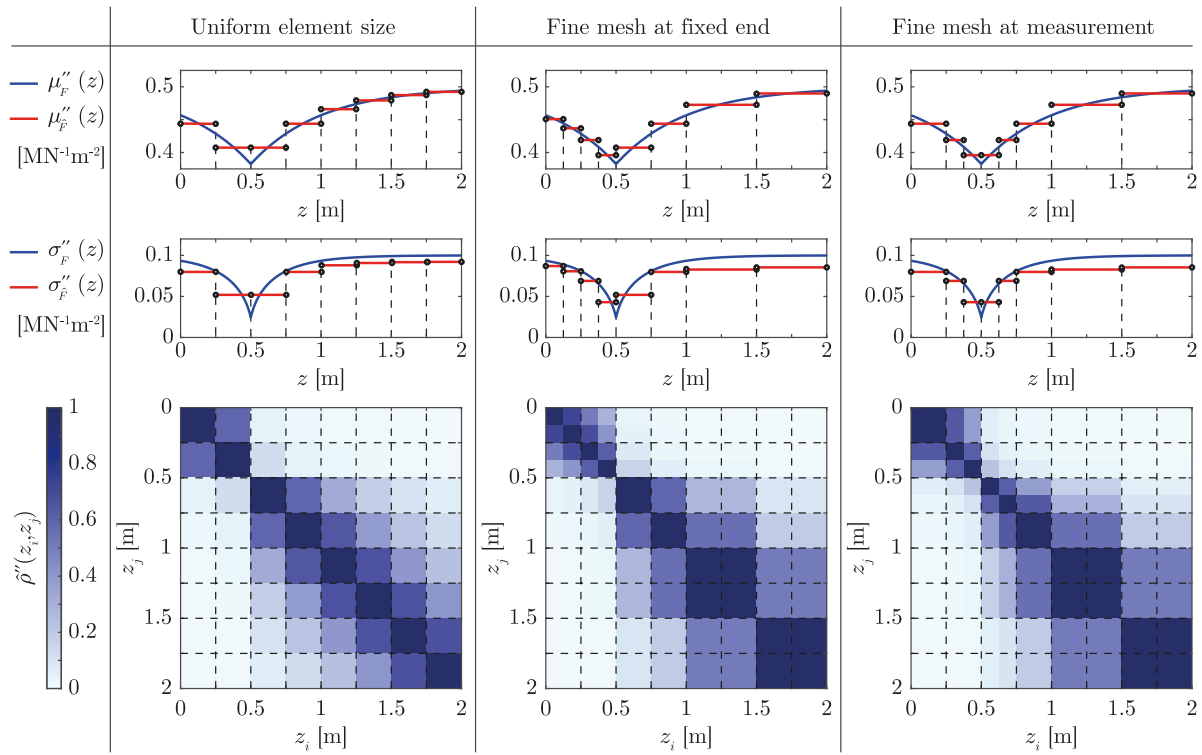 Uniform element size
Fine mesh at fixed end
Fine mesh at measurement
μ″_F (z)
μ″_F̂ (z)
[MN⁻¹m⁻²]
0.5
0.4
0 0.5 1 1.5 2
z [m]
0.5
0.4
0 0.5 1 1.5 2
z [m]
0.5
0.4
0 0.5 1 1.5 2
z [m]
σ″_F (z)
σ″_F̂ (z)
[MN⁻¹m⁻²]
0.1
0.05
0
0 0.5 1 1.5 2
z [m]
0.1
0.05
0
0 0.5 1 1.5 2
z [m]
0.1
0.05
0
0 0.5 1 1.5 2
z [m]
1
0.8
0.6
0.4
0.2
0
ρ̂″(z_i,z_j)
0
0.5
1
1.5
2
z_j [m]
0 0.5 1 1.5 2
z_i [m]
0
0.5
1
1.5
2
z_j [m]
0 0.5 1 1.5 2
z_i [m]
0
0.5
1
1.5
2
z_j [m]
0 0.5 1 1.5 2
z_i [m]